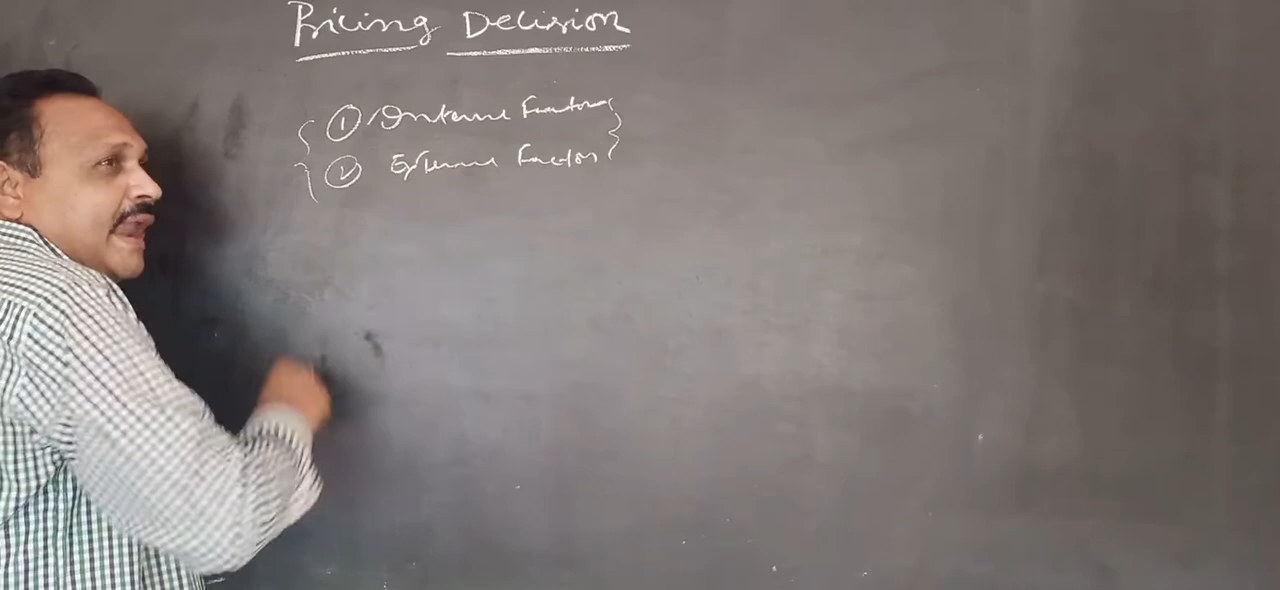 Pricing Decision
① Internal Factors
② External Factors